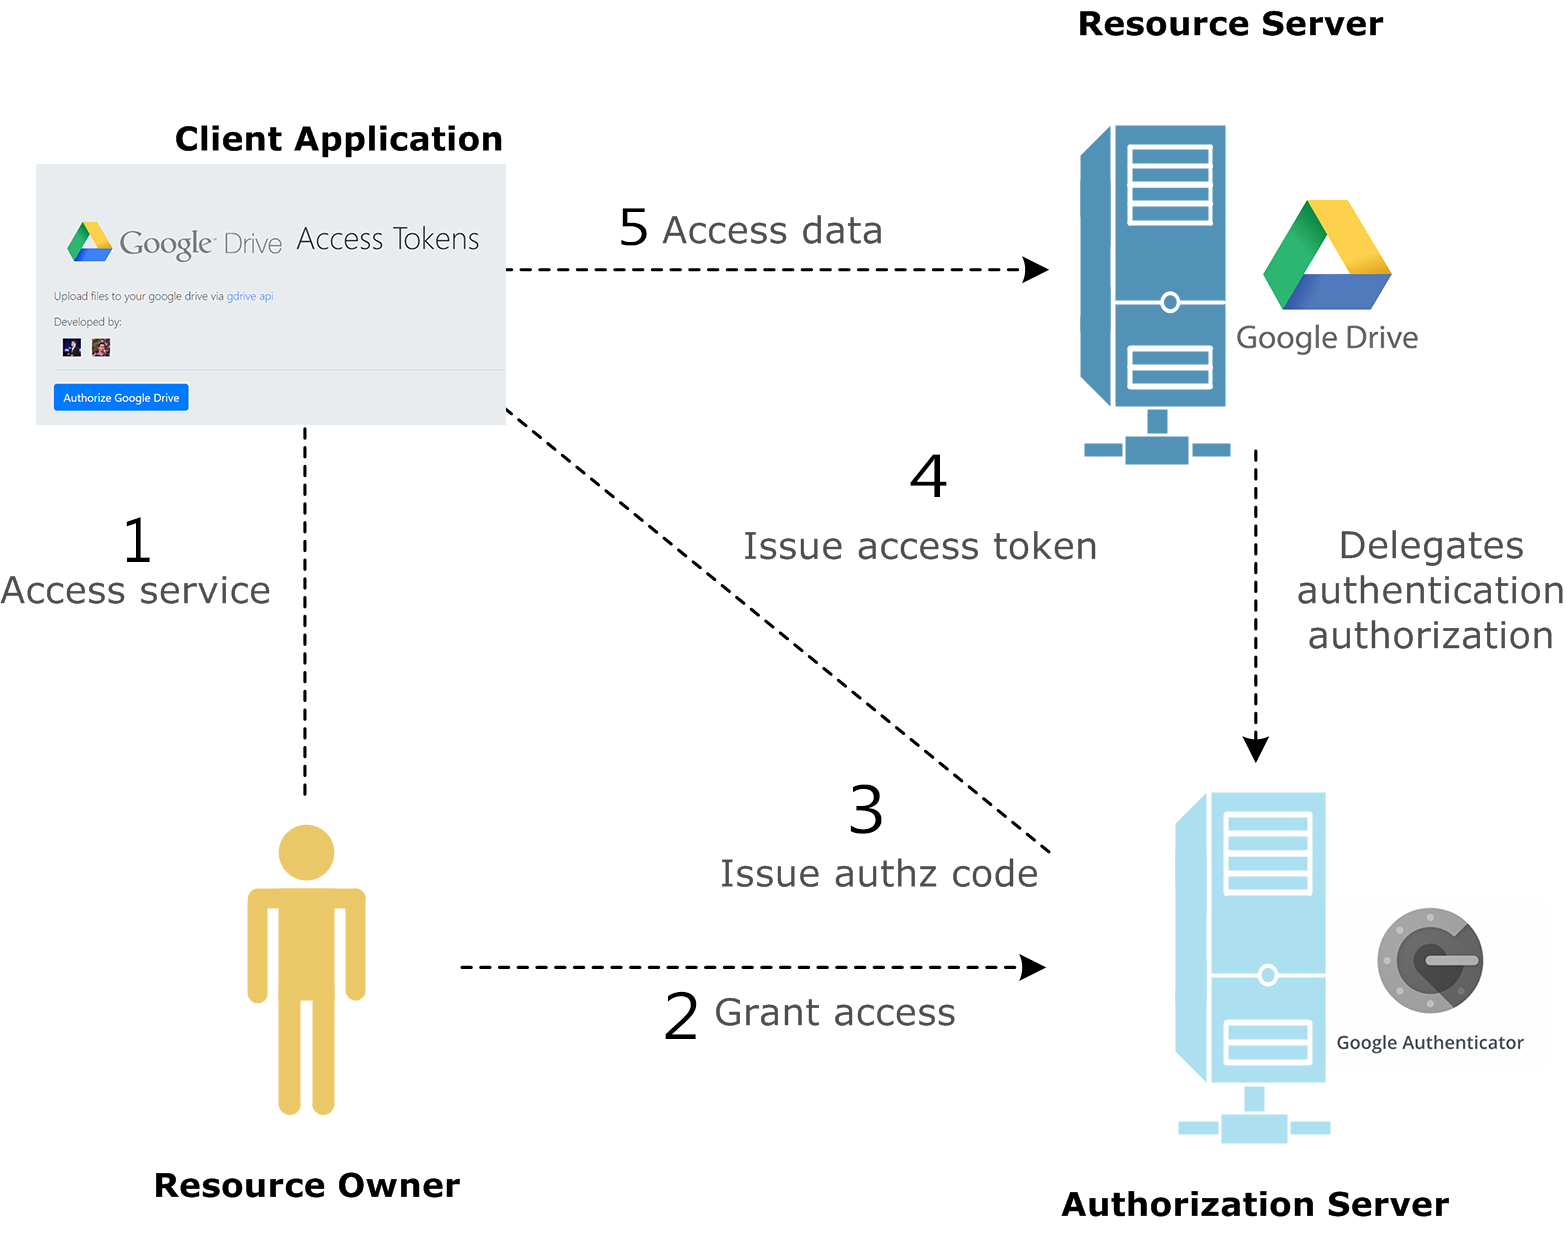 Resource Server
Client Application
Google Drive Access Tokens
Upload files to your google drive via gdrive api
Developed by:
Authorize Google Drive
5 Access data
Google Drive
4
Issue access token
1
Access service
Delegates
authentication
authorization
3
Issue authz code
2 Grant access
Google Authenticator
Resource Owner
Authorization Server